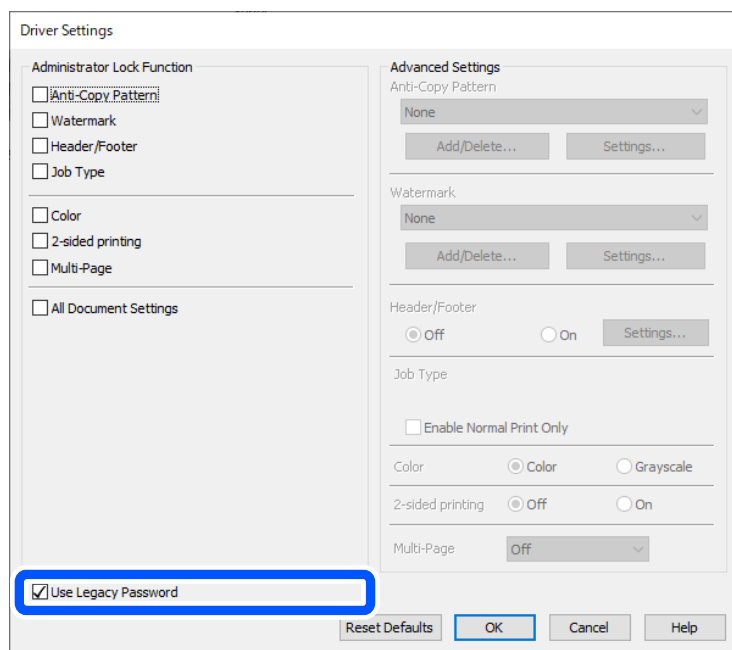 Driver Settings
Administrator Lock Function
Anti-Copy Pattern
Watermark
Header/Footer
Job Type
Color
2-sided printing
Multi-Page
All Document Settings
Use Legacy Password
Advanced Settings
Anti-Copy Pattern
None
Add/Delete... Settings...
Watermark
None
Add/Delete... Settings...
Header/Footer
Off On Settings...
Job Type
Enable Normal Print Only
Color Color Grayscale
2-sided printing Off On
Multi-Page Off
Reset Defaults OK Cancel Help